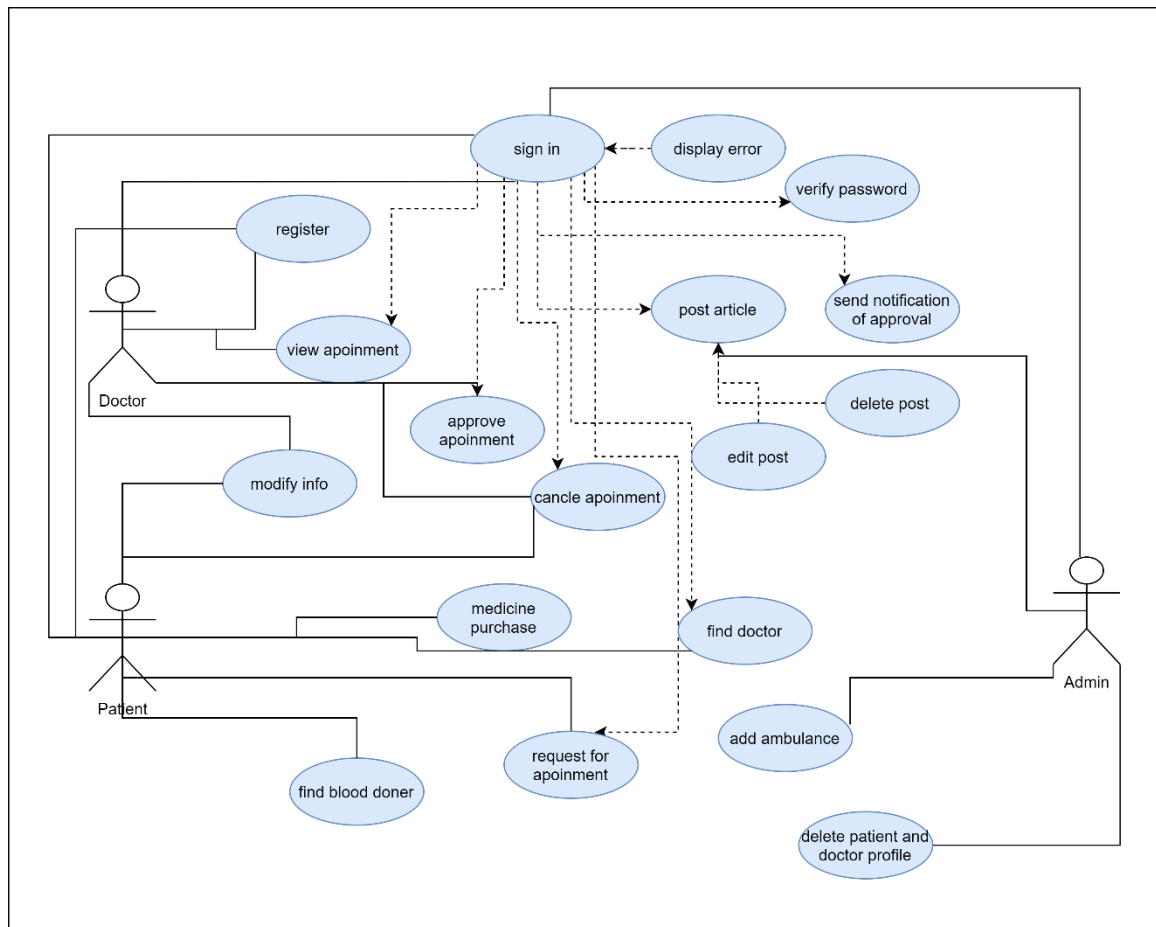 sign in
display error
verify password
register
view apoinment
post article
send notification
of approval
Doctor
approve
apoinment
delete post
edit post
modify info
cancle apoinment
medicine
purchase
find doctor
Patient
Admin
add ambulance
request for
apoinment
find blood doner
delete patient and
doctor profile